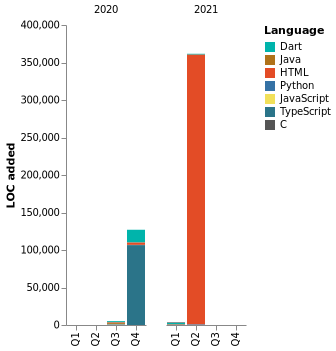 2020
2021
Language
Dart
Java
HTML
Python
JavaScript
TypeScript
C
LOC added
400,000
350,000
300,000
250,000
200,000
150,000
100,000
50,000
0
Q1
Q2
Q3
Q4
Q1
Q2
Q3
Q4